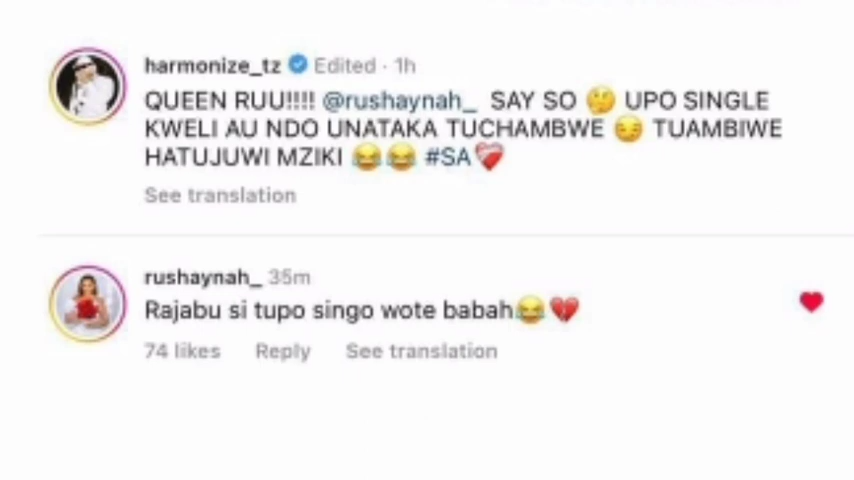 harmonize_tz Edited · 1h
QUEEN RUU!!!! @rushaynah_ SAY SO 🤔 UPO SINGLE
KWELI AU NDO UNATAKA TUCHAMBWE 😏 TUAMBIWE
HATUJUWI MZIKI 😂😂 #SA❤️‍🩹
See translation
rushaynah_ 35m
Rajabu si tupo singo wote babah😂💔
74 likes Reply See translation